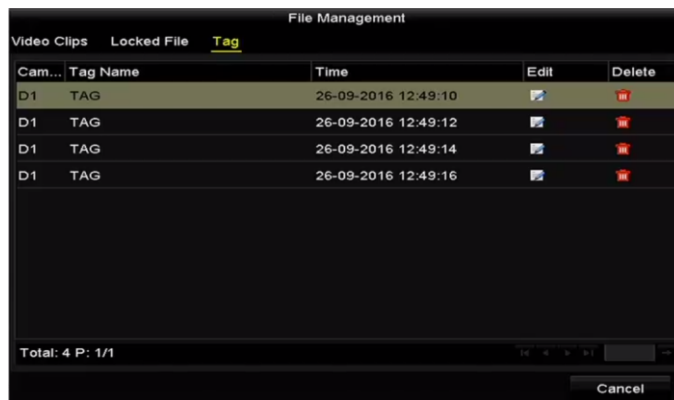 File Management
Video Clips Locked File Tag
Cam... Tag Name Time Edit Delete
D1 TAG 26-09-2016 12:49:10
D1 TAG 26-09-2016 12:49:12
D1 TAG 26-09-2016 12:49:14
D1 TAG 26-09-2016 12:49:16
Total: 4 P: 1/1
Cancel